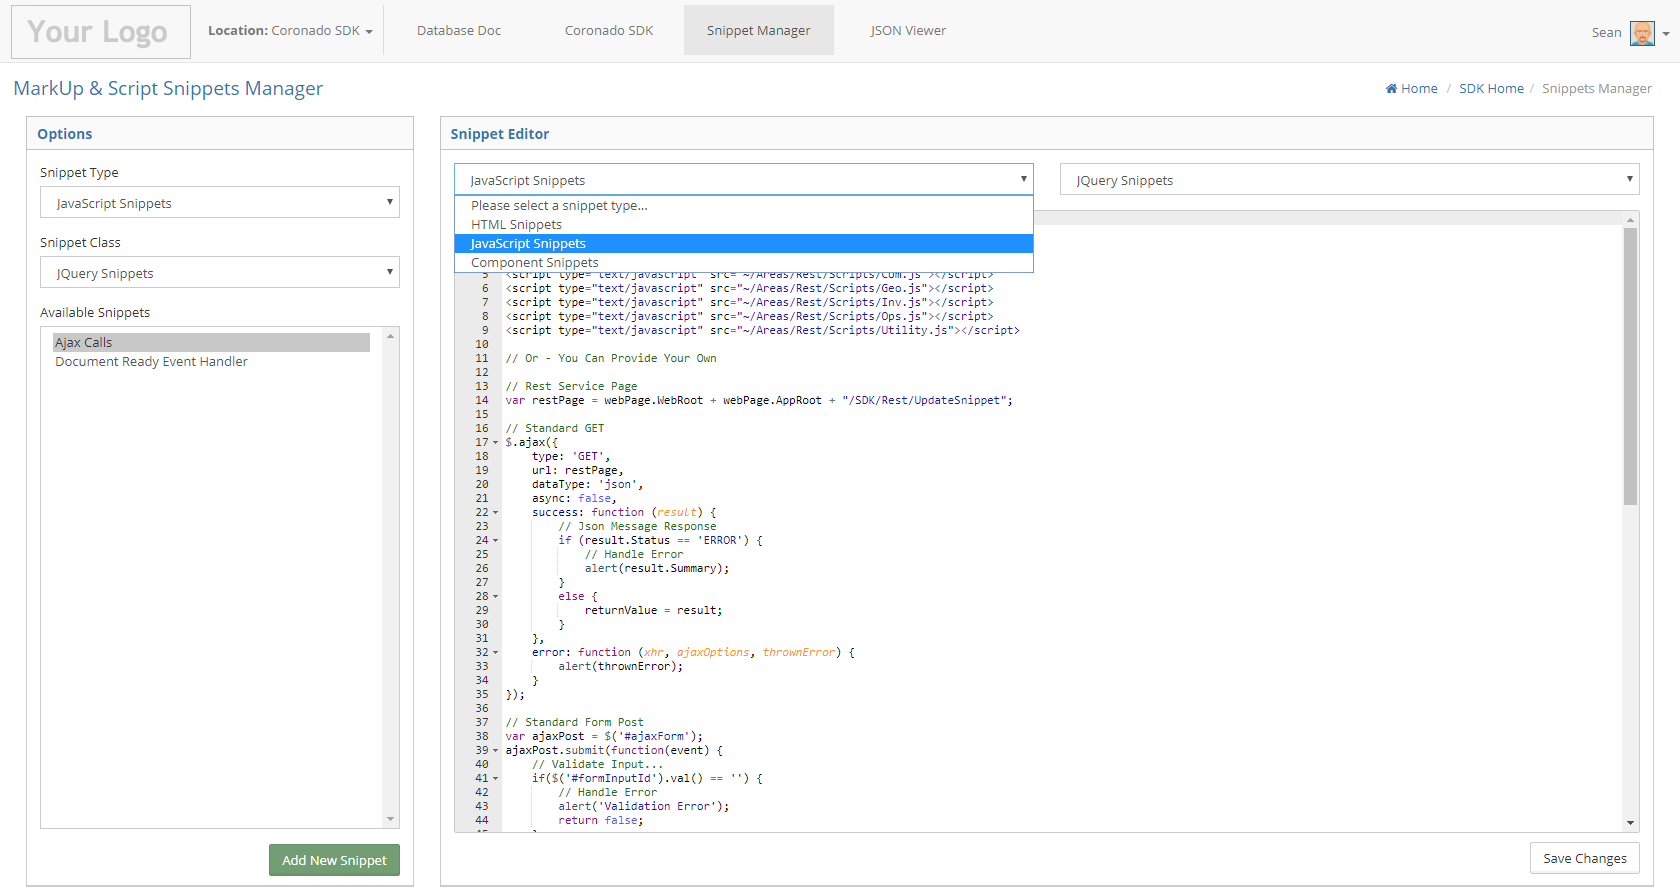 Your Logo
Location: Coronado SDK
Database Doc
Coronado SDK
Snippet Manager
JSON Viewer
Sean
MarkUp & Script Snippets Manager
Home / SDK Home / Snippets Manager
Options
Snippet Type
JavaScript Snippets
Snippet Class
JQuery Snippets
Available Snippets
Ajax Calls
Document Ready Event Handler
Add New Snippet
Snippet Editor
JavaScript Snippets
JQuery Snippets
Please select a snippet type...
HTML Snippets
JavaScript Snippets
Component Snippets
5 <script type="text/javascript" src="~/Areas/Rest/Scripts/Com.js"></script>
6 <script type="text/javascript" src="~/Areas/Rest/Scripts/Geo.js"></script>
7 <script type="text/javascript" src="~/Areas/Rest/Scripts/Inv.js"></script>
8 <script type="text/javascript" src="~/Areas/Rest/Scripts/Ops.js"></script>
9 <script type="text/javascript" src="~/Areas/Rest/Scripts/Utility.js"></script>
10
11 // Or - You Can Provide Your Own
12
13 // Rest Service Page
14 var restPage = webPage.WebRoot + webPage.AppRoot + "/SDK/Rest/UpdateSnippet";
15
16 // Standard GET
17 $.ajax({
18 type: 'GET',
19 url: restPage,
20 dataType: 'json',
21 async: false,
22 success: function (result) {
23 // Json Message Response
24 if (result.Status == 'ERROR') {
25 // Handle Error
26 alert(result.Summary);
27 }
28 else {
29 returnValue = result;
30 }
31 },
32 error: function (xhr, ajaxOptions, thrownError) {
33 alert(thrownError);
34 }
35 });
36
37 // Standard Form Post
38 var ajaxPost = $('#ajaxForm');
39 ajaxPost.submit(function(event) {
40 // Validate Input...
41 if($('#formInputId').val() == '') {
42 // Handle Error
43 alert('Validation Error');
44 return false;
Save Changes